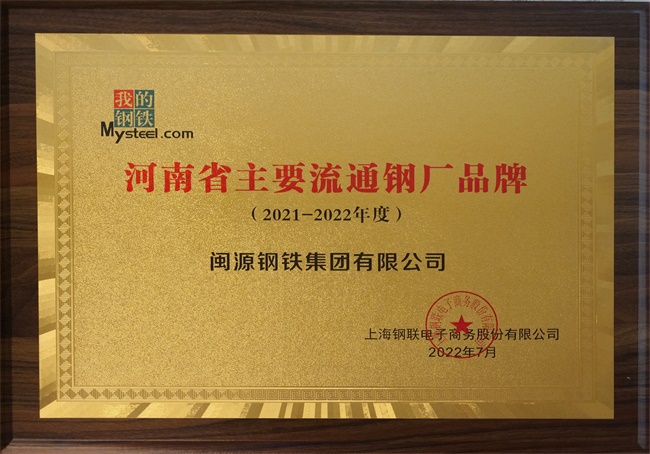 我的
钢铁
Mysteel.com
河南省主要流通钢厂品牌
（2021-2022年度）
闽源钢铁集团有限公司
上海钢联电子商务股份有限公司
2022年7月